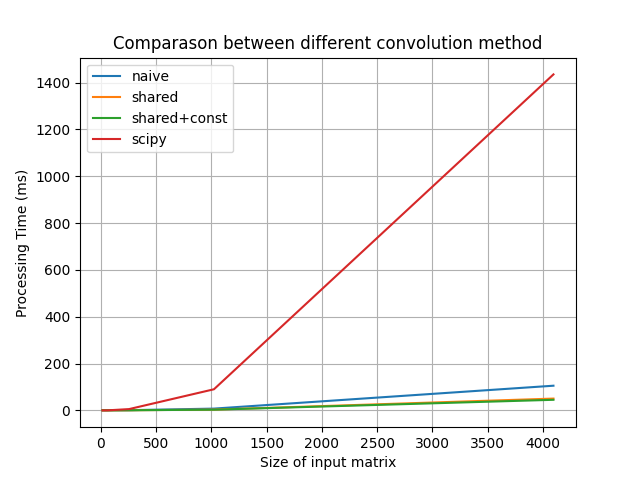 Comparason between different convolution method
naive
shared
shared+const
scipy
Processing Time (ms)
1400
1200
1000
800
600
400
200
0
0 500 1000 1500 2000 2500 3000 3500 4000
Size of input matrix